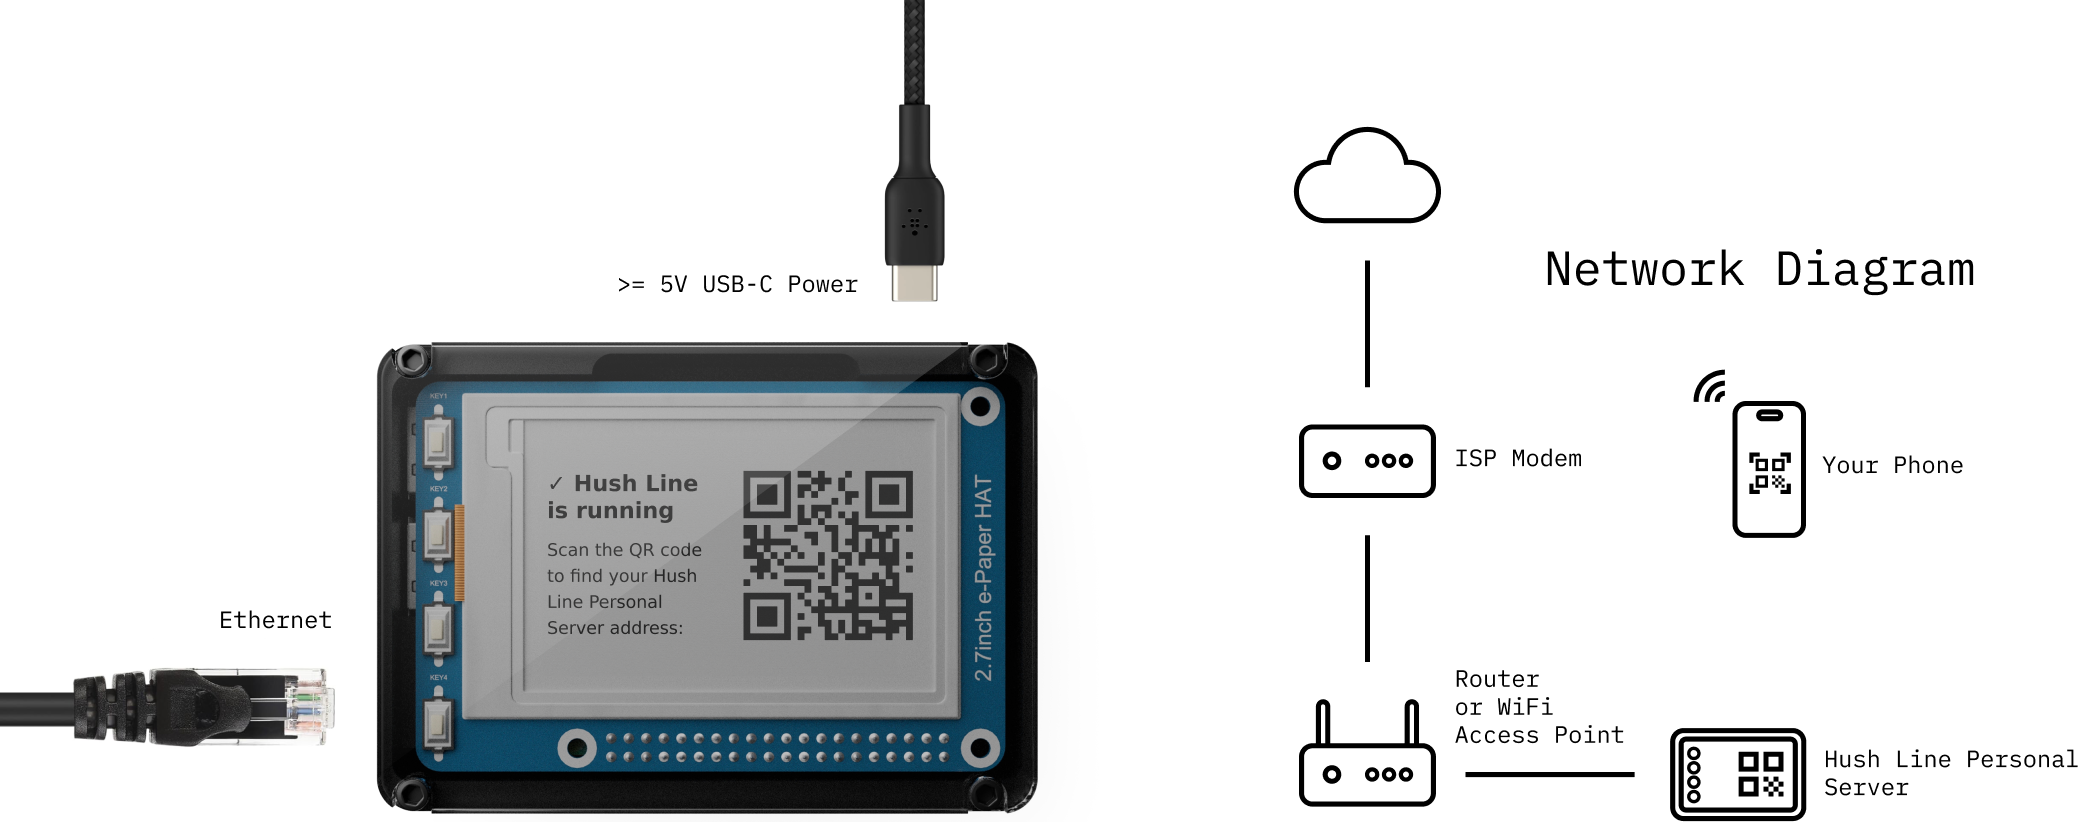 >= 5V USB-C Power
Ethernet
KEY1
KEY2
KEY3
KEY4
✓ Hush Line
is running
Scan the QR code
to find your Hush
Line Personal
Server address:
2.7inch e-Paper HAT
Network Diagram
ISP Modem
Your Phone
Router
or WiFi
Access Point
Hush Line Personal
Server